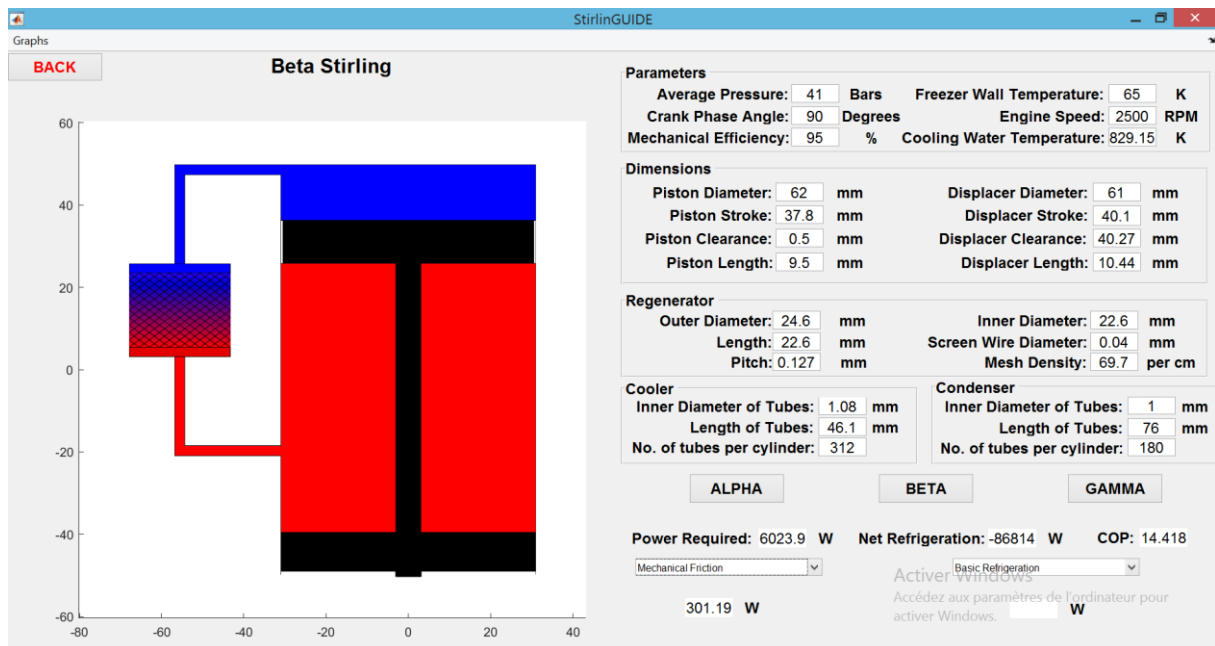 StirlinGUIDE
Graphs
BACK
Beta Stirling
60
40
20
0
-20
-40
-60
-80 -60 -40 -20 0 20 40
Parameters
Average Pressure: 41 Bars Freezer Wall Temperature: 65 K
Crank Phase Angle: 90 Degrees Engine Speed: 2500 RPM
Mechanical Efficiency: 95 % Cooling Water Temperature: 829.15 K
Dimensions
Piston Diameter: 62 mm Displacer Diameter: 61 mm
Piston Stroke: 37.8 mm Displacer Stroke: 40.1 mm
Piston Clearance: 0.5 mm Displacer Clearance: 40.27 mm
Piston Length: 9.5 mm Displacer Length: 10.44 mm
Regenerator
Outer Diameter: 24.6 mm Inner Diameter: 22.6 mm
Length: 22.6 mm Screen Wire Diameter: 0.04 mm
Pitch: 0.127 mm Mesh Density: 69.7 per cm
Cooler
Inner Diameter of Tubes: 1.08 mm
Length of Tubes: 46.1 mm
No. of tubes per cylinder: 312
Condenser
Inner Diameter of Tubes: 1 mm
Length of Tubes: 76 mm
No. of tubes per cylinder: 180
ALPHA BETA GAMMA
Power Required: 6023.9 W Net Refrigeration: -86814 W COP: 14.418
Mechanical Friction Basic Refrigeration
Activer Windows
Accédez aux paramètres de l'ordinateur pour
activer Windows.
301.19 W W